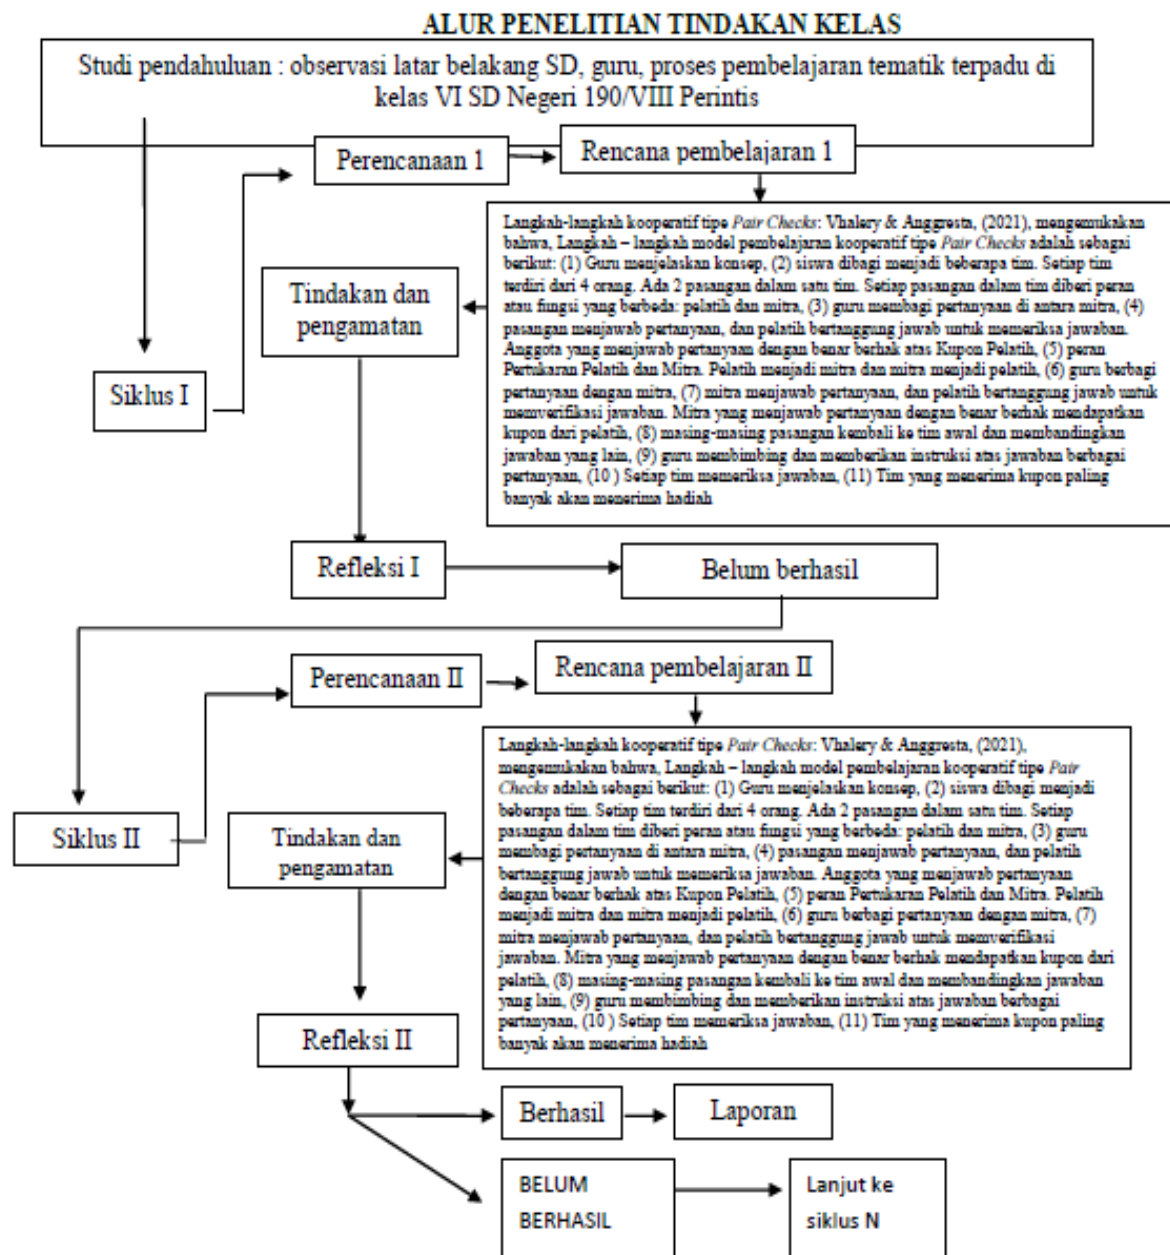 ALUR PENELITIAN TINDAKAN KELAS
Studi pendahuluan : observasi latar belakang SD, guru, proses pembelajaran tematik terpadu di
kelas VI SD Negeri 190/VIII Perintis
Perencanaan 1
Rencana pembelajaran 1
Langkah-langkah kooperatif tipe Pair Checks: Vhalery & Anggresta, (2021), mengemukakan
bahwa, Langkah – langkah model pembelajaran kooperatif tipe Pair Checks adalah sebagai
berikut: (1) Guru menjelaskan konsep, (2) siswa dibagi menjadi beberapa tim. Setiap tim
terdiri dari 4 orang. Ada 2 pasangan dalam satu tim. Setiap pasangan dalam tim diberi peran
atau fungsi yang berbeda: pelatih dan mitra, (3) guru membagi pertanyaan di antara mitra, (4)
pasangan menjawab pertanyaan, dan pelatih bertanggung jawab untuk memeriksa jawaban.
Anggota yang menjawab pertanyaan dengan benar berhak atas Kupon Pelatih, (5) peran
Pertukaran Pelatih dan Mitra. Pelatih menjadi mitra dan mitra menjadi pelatih, (6) guru berbagi
pertanyaan dengan mitra, (7) mitra menjawab pertanyaan, dan pelatih bertanggung jawab untuk
memverifikasi jawaban. Mitra yang menjawab pertanyaan dengan benar berhak mendapatkan
kupon dari pelatih, (8) masing-masing pasangan kembali ke tim awal dan membandingkan
jawaban yang lain, (9) guru membimbing dan memberikan instruksi atas jawaban berbagai
pertanyaan, (10 ) Setiap tim memeriksa jawaban, (11) Tim yang menerima kupon paling
banyak akan menerima hadiah
Tindakan dan
pengamatan
Siklus I
Refleksi I
Belum berhasil
Perencanaan II
Rencana pembelajaran II
Langkah-langkah kooperatif tipe Pair Checks: Vhalery & Anggresta, (2021),
mengemukakan bahwa, Langkah – langkah model pembelajaran kooperatif tipe Pair
Checks adalah sebagai berikut: (1) Guru menjelaskan konsep, (2) siswa dibagi menjadi
beberapa tim. Setiap tim terdiri dari 4 orang. Ada 2 pasangan dalam satu tim. Setiap
pasangan dalam tim diberi peran atau fungsi yang berbeda: pelatih dan mitra, (3) guru
membagi pertanyaan di antara mitra, (4) pasangan menjawab pertanyaan, dan pelatih
bertanggung jawab untuk memeriksa jawaban. Anggota yang menjawab pertanyaan
dengan benar berhak atas Kupon Pelatih, (5) peran Pertukaran Pelatih dan Mitra. Pelatih
menjadi mitra dan mitra menjadi pelatih, (6) guru berbagi pertanyaan dengan mitra, (7)
mitra menjawab pertanyaan, dan pelatih bertanggung jawab untuk memverifikasi
jawaban. Mitra yang menjawab pertanyaan dengan benar berhak mendapatkan kupon dari
pelatih, (8) masing-masing pasangan kembali ke tim awal dan membandingkan jawaban
yang lain, (9) guru membimbing dan memberikan instruksi atas jawaban berbagai
pertanyaan, (10 ) Setiap tim memeriksa jawaban, (11) Tim yang menerima kupon paling
banyak akan menerima hadiah
Siklus II
Tindakan dan
pengamatan
Refleksi II
Berhasil
Laporan
BELUM
BERHASIL
Lanjut ke
siklus N